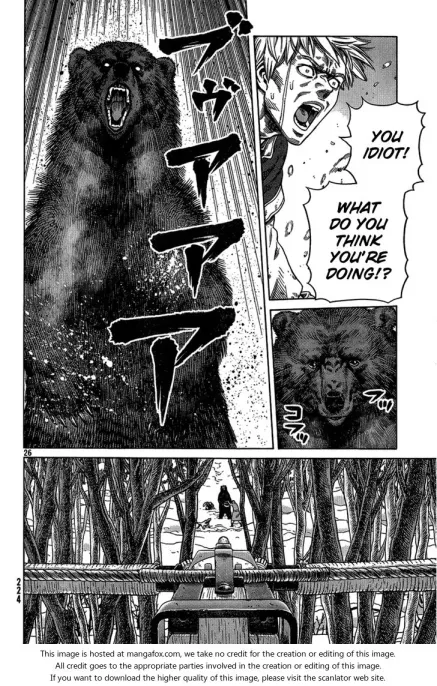 YOU
IDIOT!
WHAT
DO YOU
THINK
YOU'RE
DOING!?
ブヴアアア
フッ
コフッ
26
224
This image is hosted at mangafox.com, we take no credit for the creation or editing of this image.
All credit goes to the appropriate parties involved in the creation or editing of this image.
If you want to download the higher quality of this image, please visit the scanlator web site.